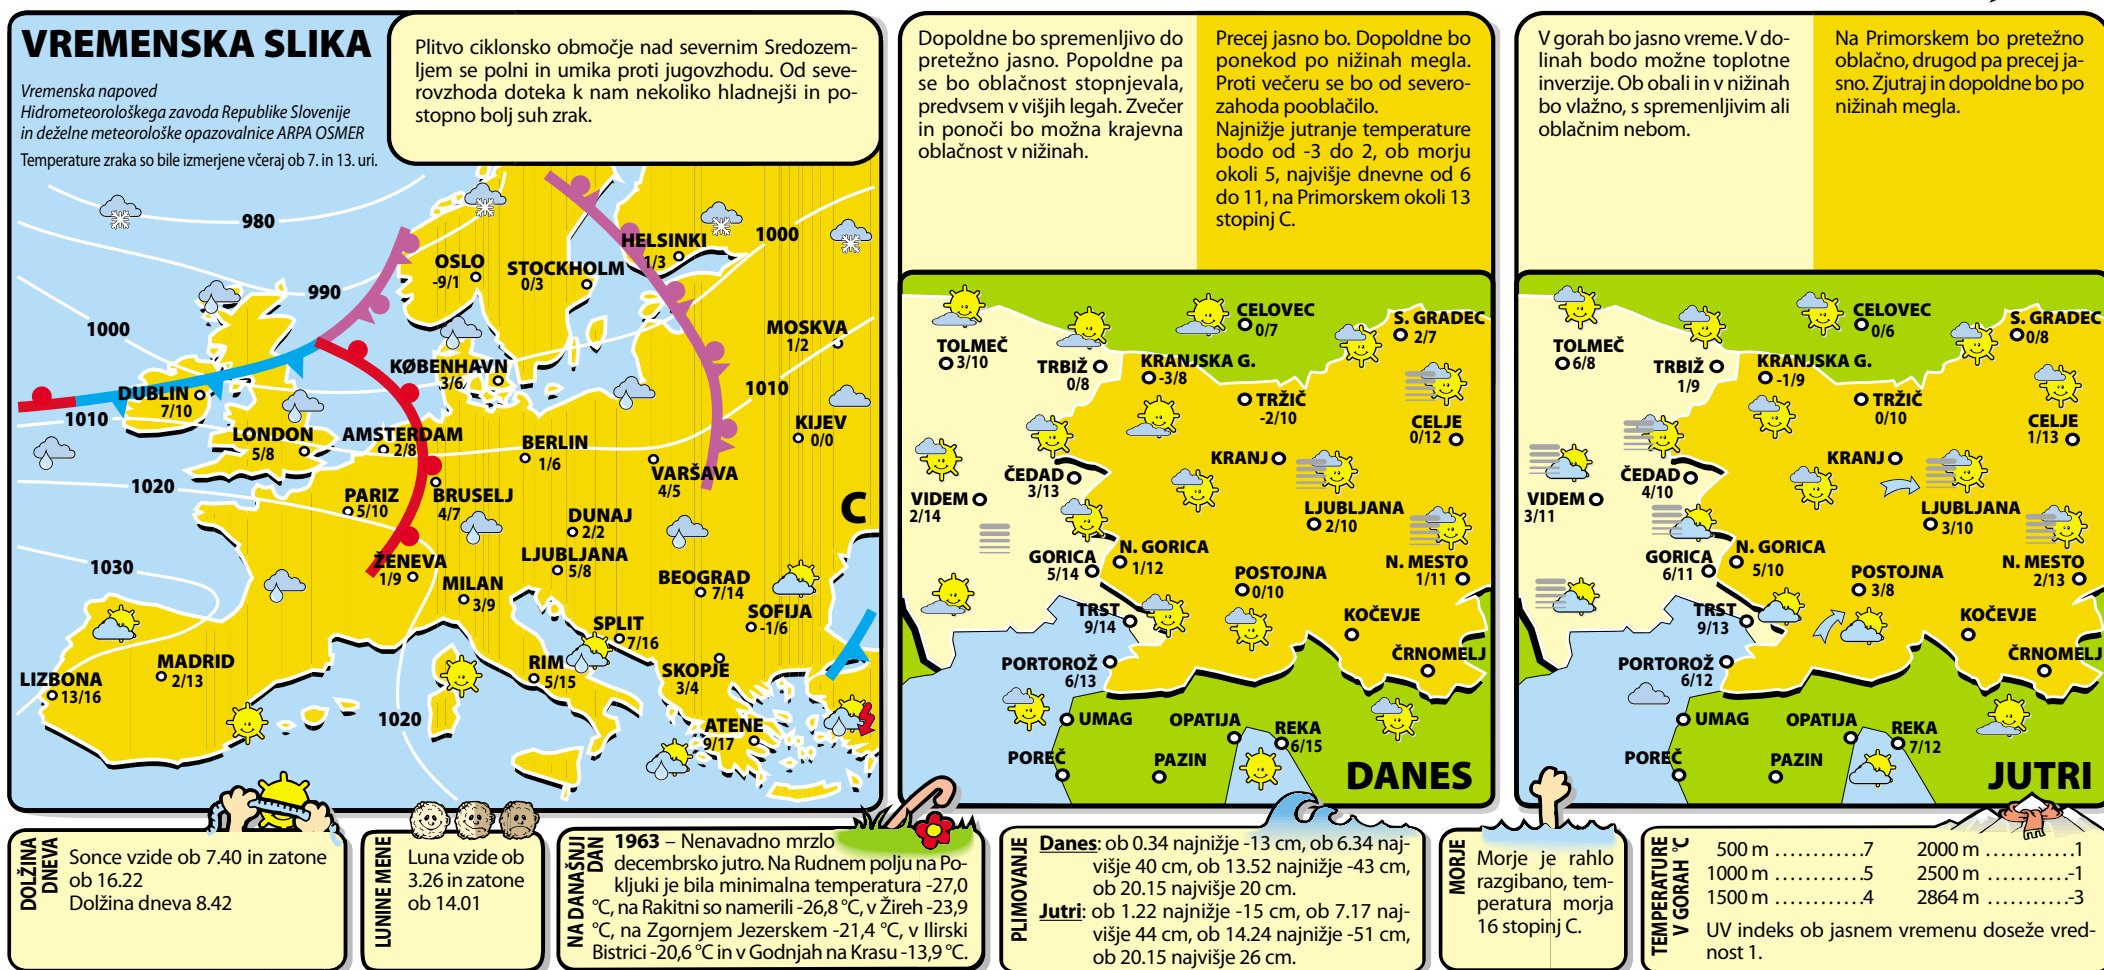 VREMENSKA SLIKA
Vremenska napoved
Hidrometeorološkega zavoda Republike Slovenije
in deželne meteorološke opazovalnice ARPA OSMER
Temperature zraka so bile izmerjene včeraj ob 7. in 13. uri.
Plitvo ciklonsko območje nad severnim Sredozem-
ljem se polni in umika proti jugovzhodu. Od seve-
rovzhoda doteka k nam nekoliko hladnejši in po-
stopno bolj suh zrak.
980
990
1000
1010
1020
1030
1020
1000
1010
C
OSLO
-9/1
STOCKHOLM
0/3
HELSINKI
1/3
MOSKVA
1/2
KØBENHAVN
3/6
DUBLIN
7/10
LONDON
5/8
AMSTERDAM
2/8
BERLIN
1/6
KIJEV
0/0
VARŠAVA
4/5
PARIZ
5/10
BRUSELJ
4/7
DUNAJ
2/2
ŽENEVA
1/9
LJUBLJANA
5/8
MILAN
3/9
BEOGRAD
7/14
SOFIJA
-1/6
SPLIT
7/16
SKOPJE
3/4
RIM
5/15
ATENE
9/17
MADRID
2/13
LIZBONA
13/16
Dopoldne bo spremenljivo do
pretežno jasno. Popoldne pa
se bo oblačnost stopnjevala,
predvsem v višjih legah. Zvečer
in ponoči bo možna krajevna
oblačnost v nižinah.
Precej jasno bo. Dopoldne bo
ponekod po nižinah megla.
Proti večeru se bo od severo-
zahoda pooblačilo.
Najnižje jutranje temperature
bodo od -3 do 2, ob morju
okoli 5, najvišje dnevne od 6
do 11, na Primorskem okoli 13
stopinj C.
CELOVEC
0/7
S. GRADEC
2/7
TOLMEČ
3/10
TRBIŽ
0/8
KRANJSKA G.
-3/8
TRŽIČ
-2/10
CELJE
0/12
KRANJ
ČEDAD
3/13
VIDEM
2/14
LJUBLJANA
2/10
GORICA
5/14
N. GORICA
1/12
POSTOJNA
0/10
N. MESTO
1/11
TRST
9/14
KOČEVJE
ČRNOMELJ
PORTOROŽ
6/13
UMAG
OPATIJA
REKA
6/15
POREČ
PAZIN
DANES
V gorah bo jasno vreme. V do-
linah bodo možne toplotne
inverzije. Ob obali in v nižinah
bo vlažno, s spremenljivim ali
oblačnim nebom.
Na Primorskem bo pretežno
oblačno, drugod pa precej ja-
sno. Zjutraj in dopoldne bo po
nižinah megla.
CELOVEC
0/6
S. GRADEC
0/8
TOLMEČ
6/8
TRBIŽ
1/9
KRANJSKA G.
-1/9
TRŽIČ
0/10
CELJE
1/13
KRANJ
ČEDAD
4/10
VIDEM
3/11
LJUBLJANA
3/10
GORICA
6/11
N. GORICA
5/10
POSTOJNA
3/8
N. MESTO
2/13
TRST
9/13
KOČEVJE
ČRNOMELJ
PORTOROŽ
6/12
UMAG
OPATIJA
REKA
7/12
POREČ
PAZIN
JUTRI
DOLŽINA
DNEVA
Sonce vzide ob 7.40 in zatone
ob 16.22
Dolžina dneva 8.42
LUNINE MENE
Luna vzide ob
3.26 in zatone
ob 14.01
NA DANAŠNJI
DAN
1963 – Nenavadno mrzlo
decembrsko jutro. Na Rudnem polju na Po-
kljuki je bila minimalna temperatura -27,0
°C, na Rakitni so namerili -26,8 °C, v Žireh -23,9
°C, na Zgornjem Jezerskem -21,4 °C, v Ilirski
Bistrici -20,6 °C in v Godnjah na Krasu -13,9 °C.
PLIMOVANJE
Danes: ob 0.34 najnižje -13 cm, ob 6.34 naj-
višje 40 cm, ob 13.52 najnižje -43 cm,
ob 20.15 najvišje 20 cm.
Jutri: ob 1.22 najnižje -15 cm, ob 7.17 naj-
višje 44 cm, ob 14.24 najnižje -51 cm,
ob 20.15 najvišje 26 cm.
MORJE
Morje je rahlo
razgibano, tem-
peratura morja
16 stopinj C.
TEMPERATURE °C
V GORAH
500 m ............7
1000 m ...........5
1500 m ...........4
2000 m ...........1
2500 m ..........-1
2864 m ..........-3
UV indeks ob jasnem vremenu doseže vred-
nost 1.